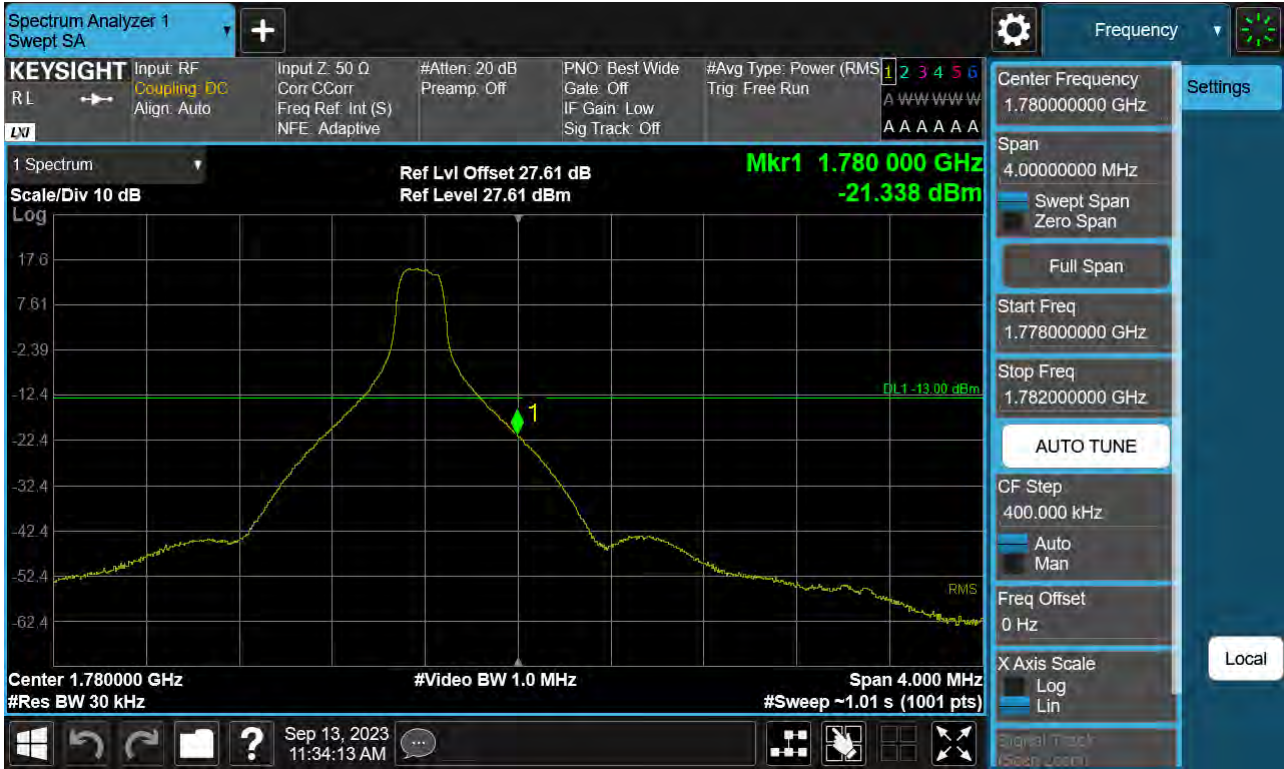 Spectrum Analyzer 1
Swept SA
Frequency
KEYSIGHT
RL
LXI
Input: RF
Coupling: DC
Align: Auto
Input Z: 50 Ω
Corr CCorr
Freq Ref: Int (S)
NFE: Adaptive
#Atten: 20 dB
Preamp: Off
PNO: Best Wide
Gate: Off
IF Gain: Low
Sig Track: Off
#Avg Type: Power (RMS
Trig: Free Run
1 2 3 4 5 6
A W W W W W
A A A A A A
1 Spectrum
Scale/Div 10 dB
Log
Ref Lvl Offset 27.61 dB
Ref Level 27.61 dBm
Mkr1 1.780 000 GHz
-21.338 dBm
17.6
7.61
-2.39
-12.4
-22.4
-32.4
-42.4
-52.4
-62.4
DL1 -13.00 dBm
1
RMS
Center 1.780000 GHz
#Res BW 30 kHz
#Video BW 1.0 MHz
Span 4.000 MHz
#Sweep ~1.01 s (1001 pts)
Center Frequency
1.780000000 GHz
Settings
Span
4.00000000 MHz
Swept Span
Zero Span
Full Span
Start Freq
1.778000000 GHz
Stop Freq
1.782000000 GHz
AUTO TUNE
CF Step
400.000 kHz
Auto
Man
Freq Offset
0 Hz
X Axis Scale
Log
Lin
Local
Signal Track
(Span Zoom)
?
Sep 13, 2023
11:34:13 AM